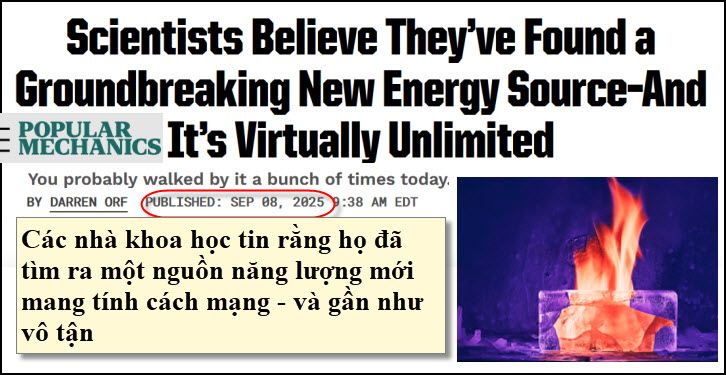 Scientists Believe They've Found a
Groundbreaking New Energy Source-And
It's Virtually Unlimited
POPULAR
MECHANICS
You probably walked by it a bunch of times today.
BY DARREN ORF PUBLISHED: SEP 08, 2025 9:38 AM EDT
Các nhà khoa học tin rằng họ đã
tìm ra một nguồn năng lượng mới
mang tính cách mạng - và gần như
vô tận